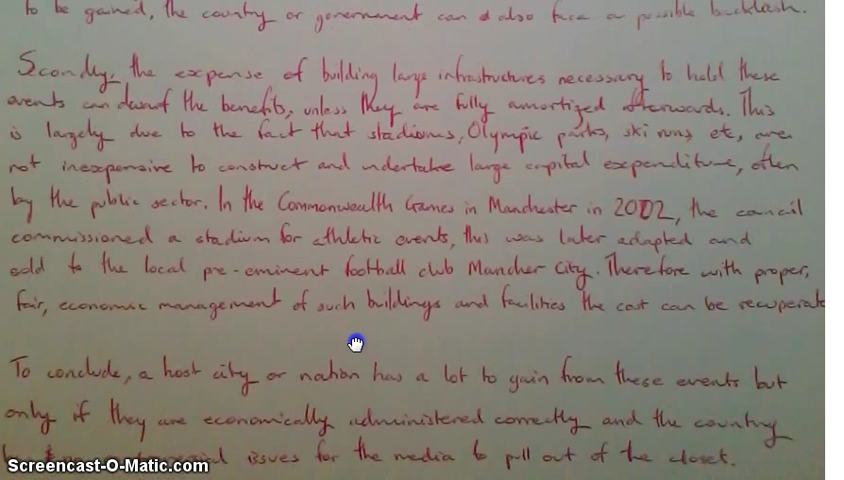 to be gained, the country or government can also face a possible backlash.
Secondly, the expense of building large infrastructures necessary to hold these
events can dwarf the benefits, unless they are fully amortized afterwards. This
is largely due to the fact that stadiums, Olympic parks, ski runs, etc, are
not inexpensive to construct and undertake large capital expenditure, often
by the public sector. In the Commonwealth Games in Manchester in 2002, the council
commissioned a stadium for athletic events, this was later adapted and
sold to the local pre-eminent football club Mancher City. Therefore with proper,
fair, economic management of such buildings and facilities the cost can be recuperate
To conclude, a host city or nation has a lot to gain from these events but
only if they are economically administered correctly and the country
issues for the media to pull out of the closet.
Screencast-O-Matic.com